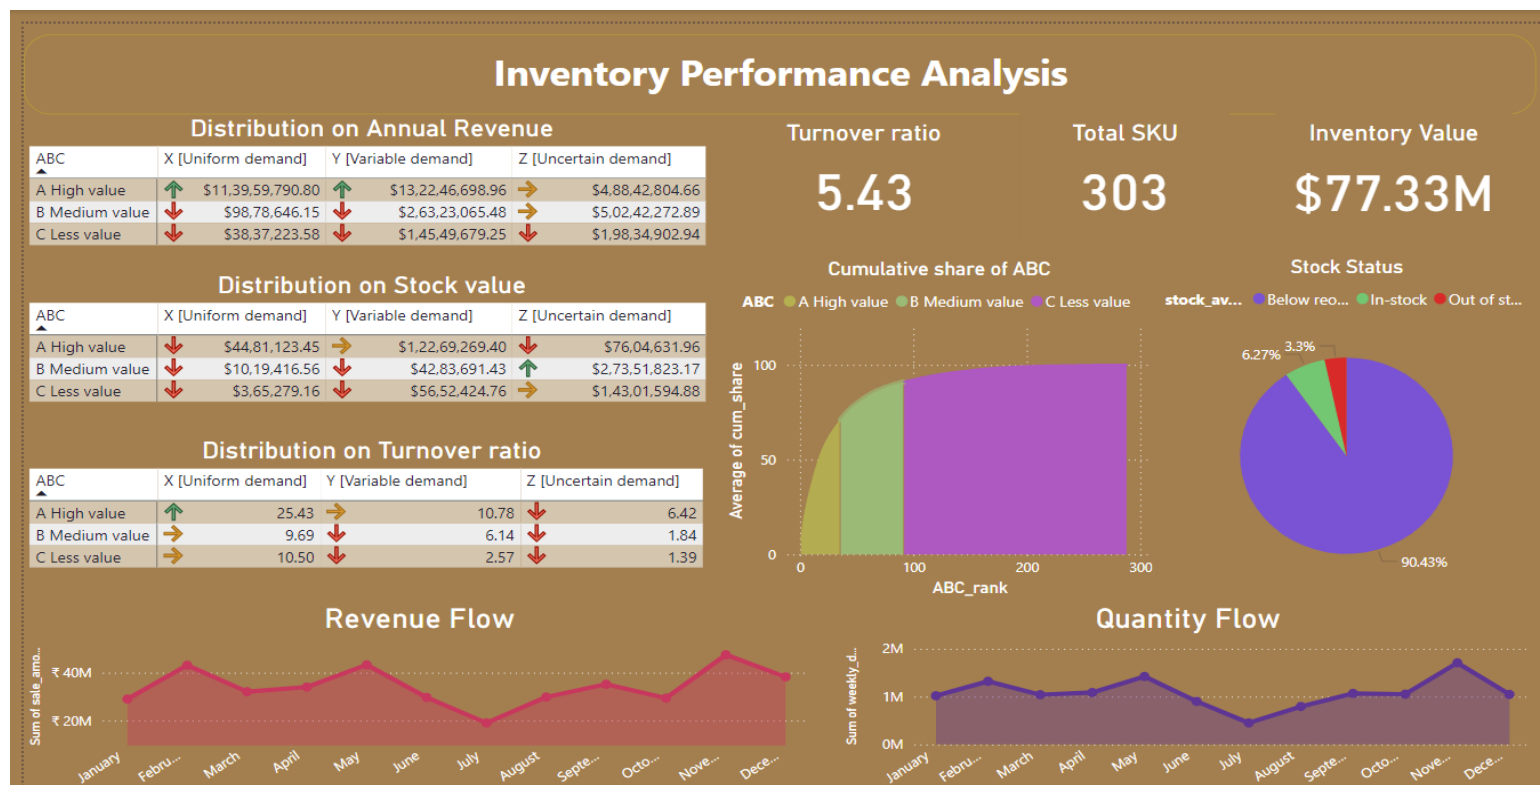 Inventory Performance Analysis
Distribution on Annual Revenue
ABC X [Uniform demand] Y [Variable demand] Z [Uncertain demand]
A High value $11,39,59,790.80 $13,22,46,698.96 $4,88,42,804.66
B Medium value $98,78,646.15 $2,63,23,065.48 $5,02,42,272.89
C Less value $38,37,223.58 $1,45,49,679.25 $1,98,34,902.94
Turnover ratio
5.43
Total SKU
303
Inventory Value
$77.33M
Distribution on Stock value
ABC X [Uniform demand] Y [Variable demand] Z [Uncertain demand]
A High value $44,81,123.45 $1,22,69,269.40 $76,04,631.96
B Medium value $10,19,416.56 $42,83,691.43 $2,73,51,823.17
C Less value $3,65,279.16 $56,52,424.76 $1,43,01,594.88
Distribution on Turnover ratio
ABC X [Uniform demand] Y [Variable demand] Z [Uncertain demand]
A High value 25.43 10.78 6.42
B Medium value 9.69 6.14 1.84
C Less value 10.50 2.57 1.39
Cumulative share of ABC
ABC A High value B Medium value C Less value
Average of cum_share
100
50
0
0 100 200 300
ABC_rank
Stock Status
stock_av... Below reo... In-stock Out of st...
3.3%
6.27%
90.43%
Revenue Flow
Sum of sale_amo...
₹ 40M
₹ 20M
January Febru... March April May June July August Septe... Octo... Nove... Dece...
Quantity Flow
Sum of weekly_d...
2M
1M
0M
January Febru... March April May June July August Septe... Octo... Nove... Dece...